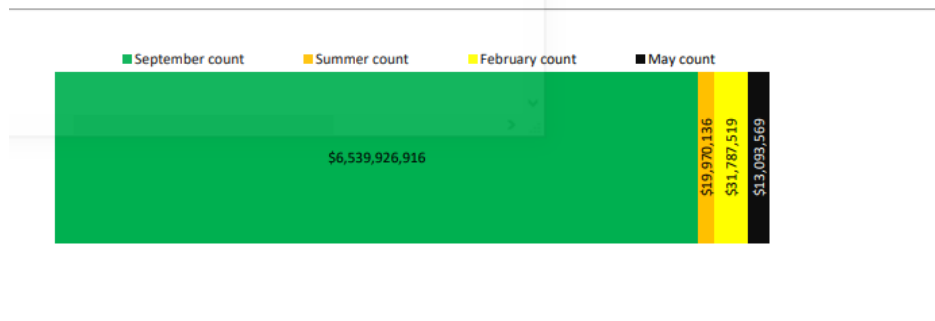 September count Summer count February count May count
$6,539,926,916
$19,970,136
$31,787,519
$13,093,569